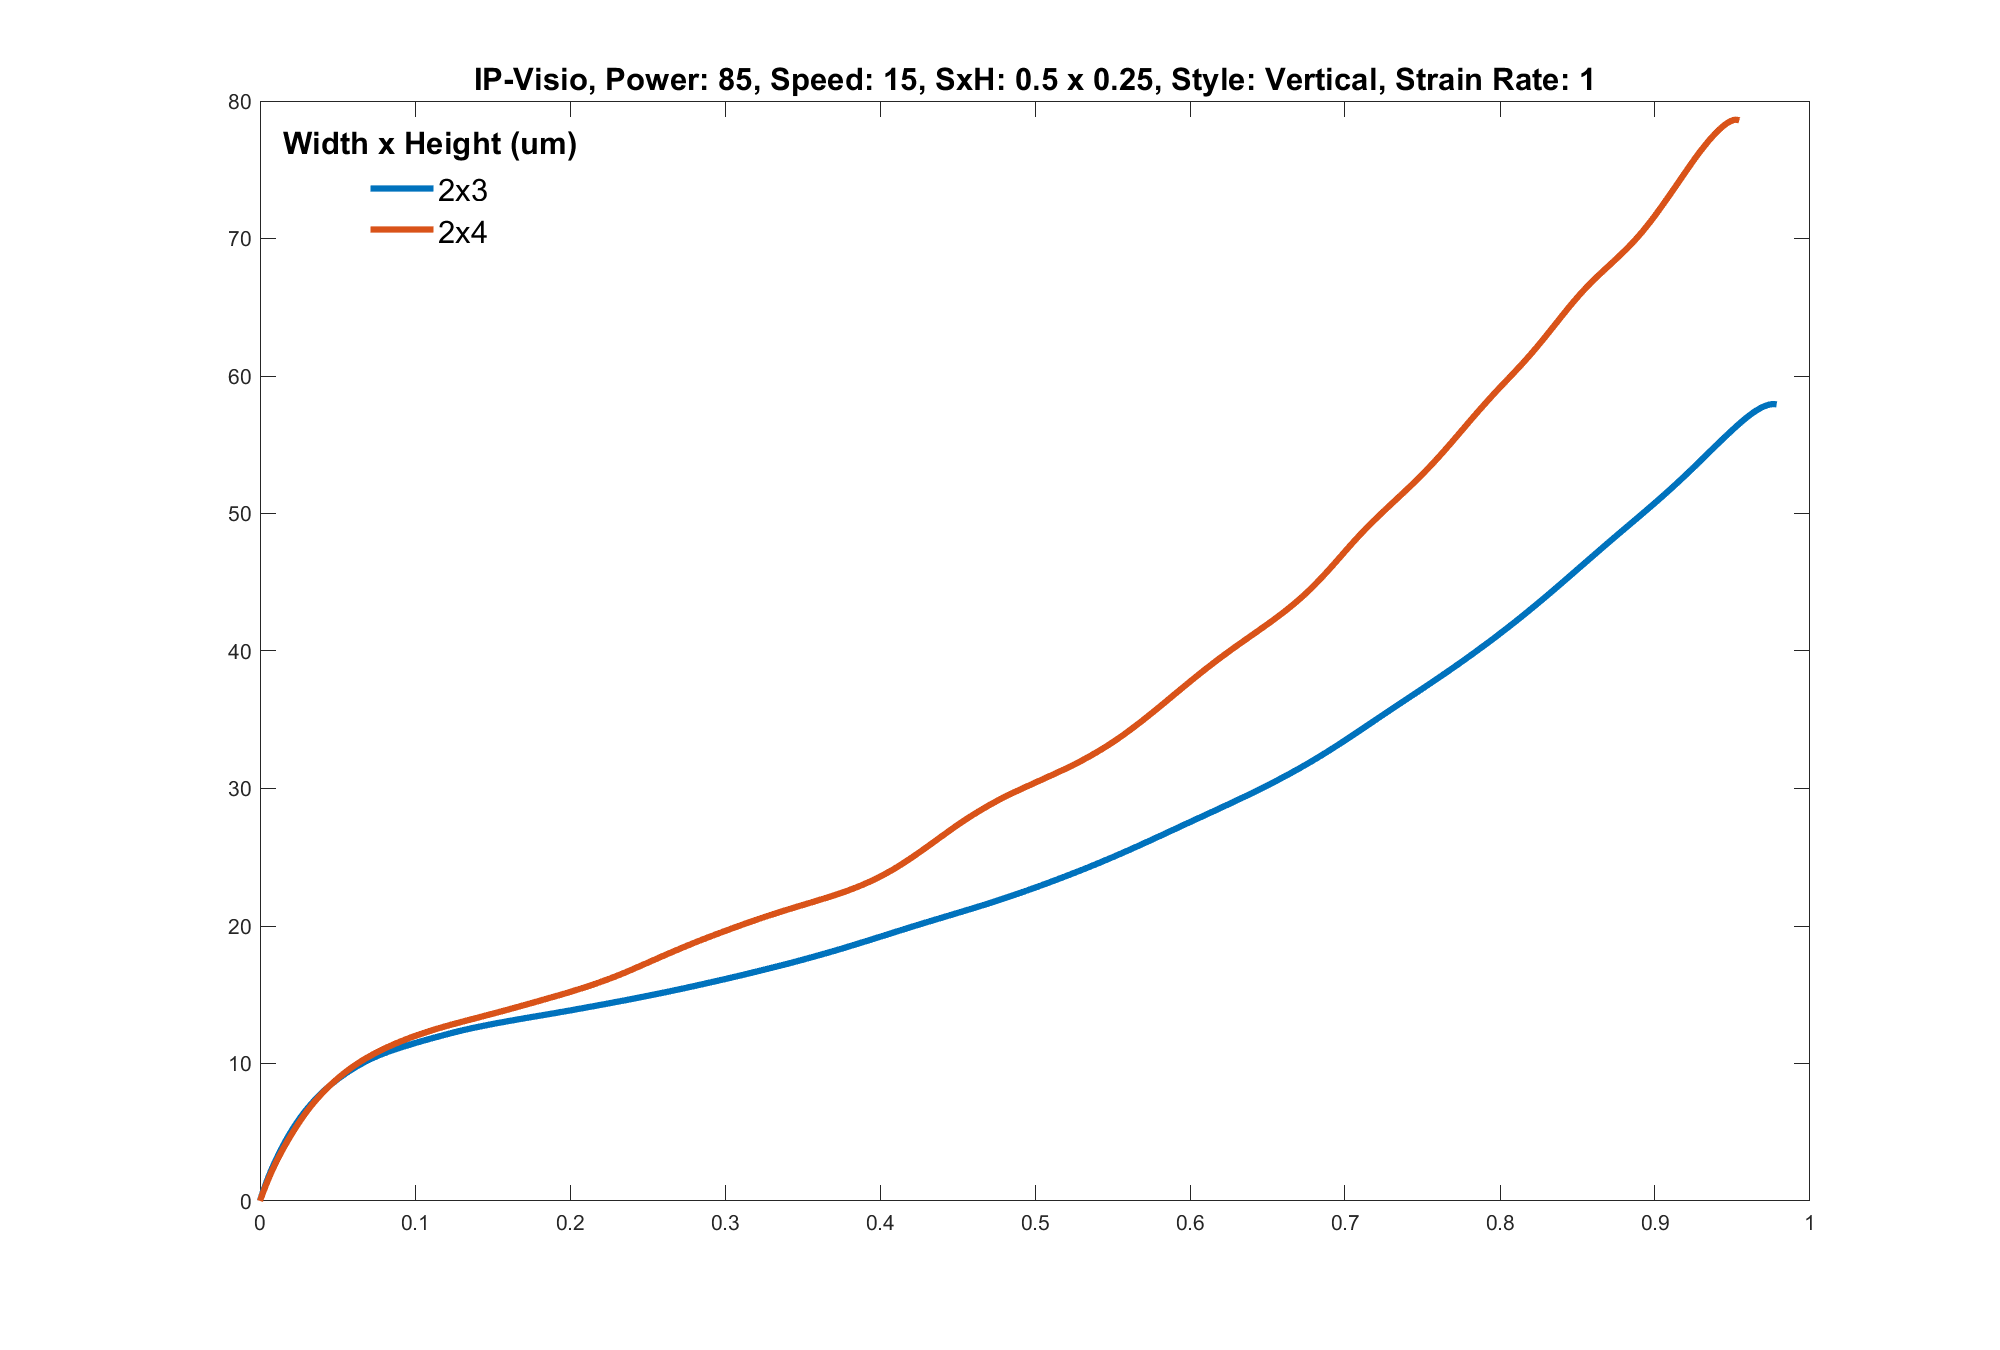 IP-Visio, Power: 85, Speed: 15, SxH: 0.5 x 0.25, Style: Vertical, Strain Rate: 1
Width x Height (um)
2x3
2x4
80
70
60
50
40
30
20
10
0
0 0.1 0.2 0.3 0.4 0.5 0.6 0.7 0.8 0.9 1